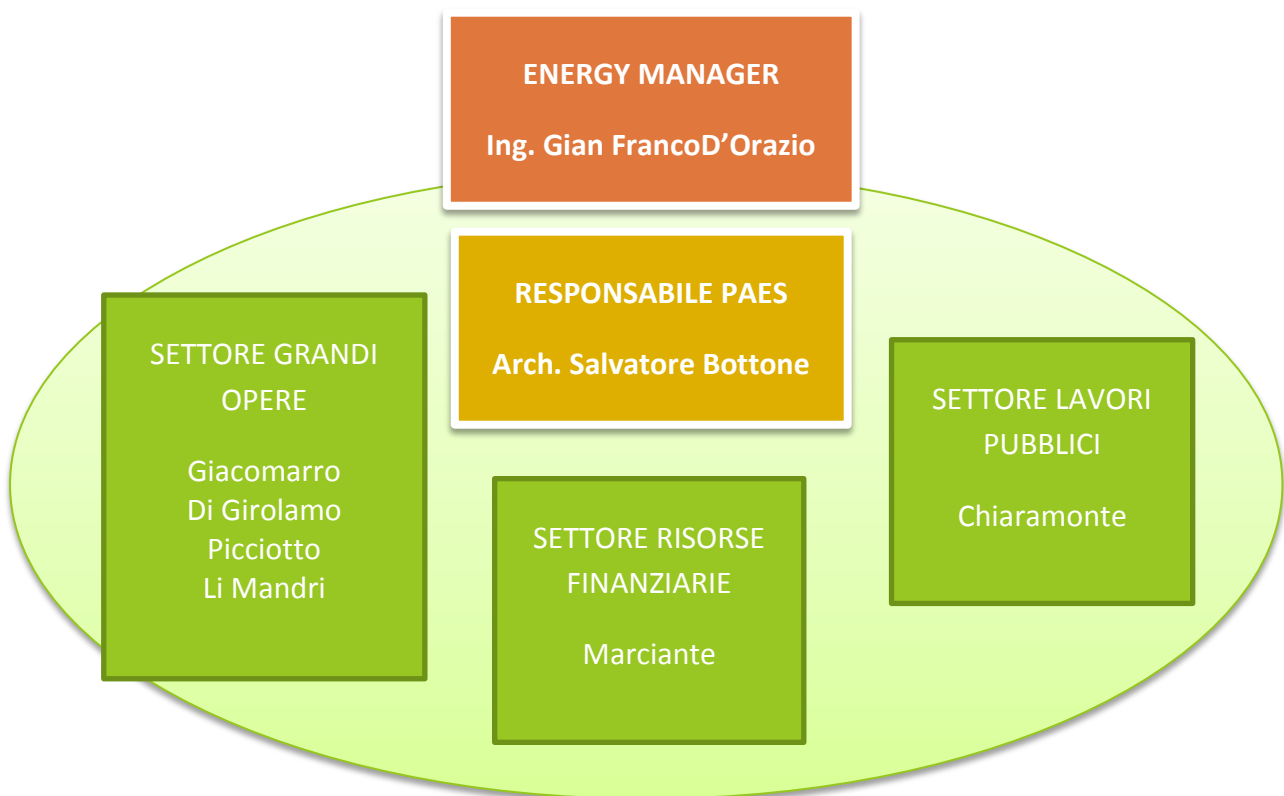 ENERGY MANAGER
Ing. Gian FrancoD’Orazio
RESPONSABILE PAES
Arch. Salvatore Bottone
SETTORE GRANDI
OPERE
Giacomarro
Di Girolamo
Picciotto
Li Mandri
SETTORE RISORSE
FINANZIARIE
Marciante
SETTORE LAVORI
PUBBLICI
Chiaramonte